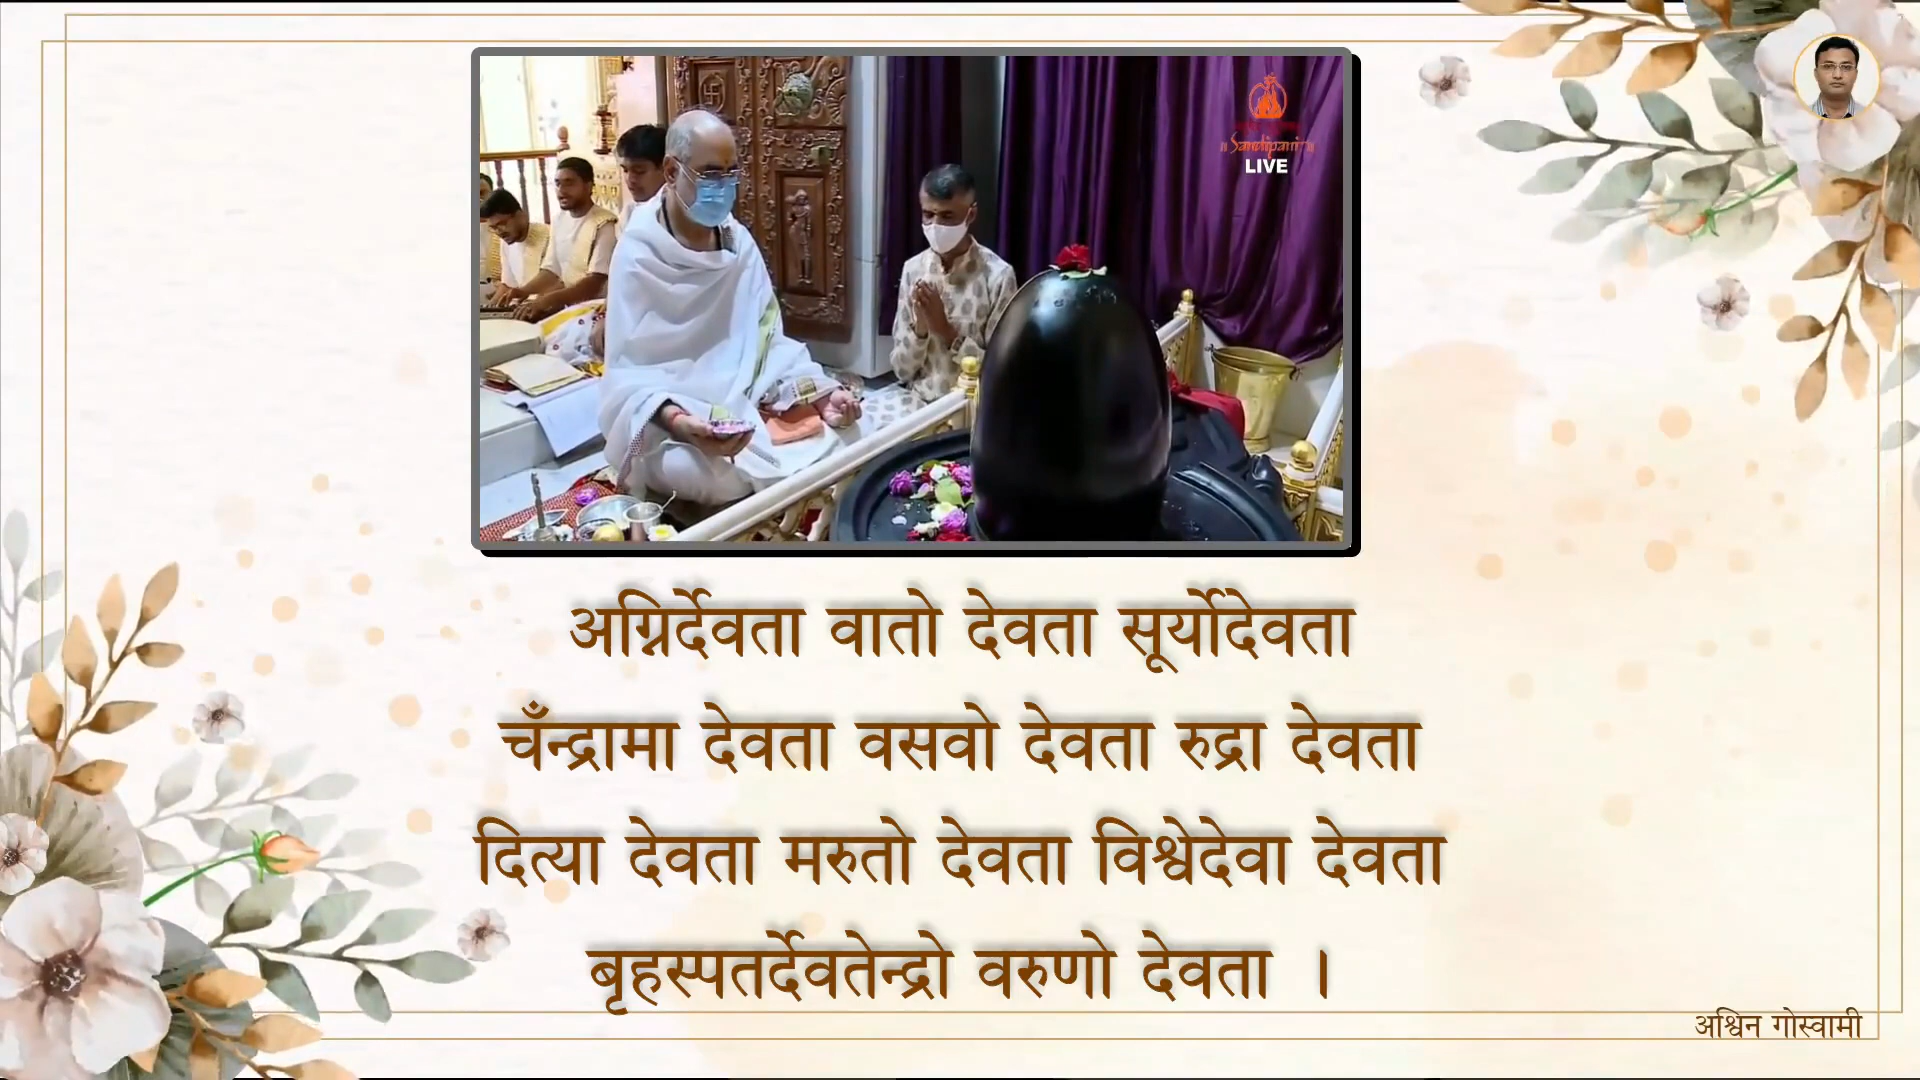 ॥ Sandipani ॥
LIVE
अग्निर्देवता वातो देवता सूर्योदेवता
चँन्द्रामा देवता वसवो देवता रुद्रा देवता
दित्या देवता मरुतो देवता विश्वेदेवा देवता
बृहस्पतर्देवतेन्द्रो वरुणो देवता ।
अश्विन गोस्वामी